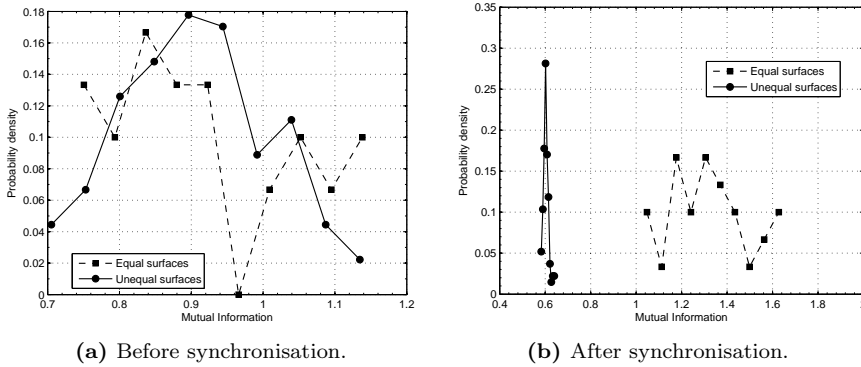 0.18
0.16
0.14
0.12
0.1
0.08
0.06
0.04
0.02
0
Probability density
Equal surfaces
Unequal surfaces
0.7 0.8 0.9 1 1.1 1.2
Mutual Information
(a) Before synchronisation.
0.35
0.3
0.25
0.2
0.15
0.1
0.05
0
Probability density
Equal surfaces
Unequal surfaces
0.4 0.6 0.8 1 1.2 1.4 1.6 1.8 2
Mutual Information
(b) After synchronisation.